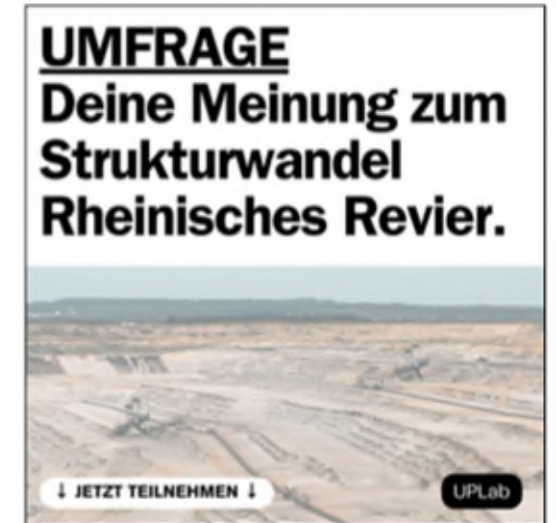 UMFRAGE
Deine Meinung zum
Strukturwandel
Rheinisches Revier.
↓ JETZT TEILNEHMEN ↓
UPLab